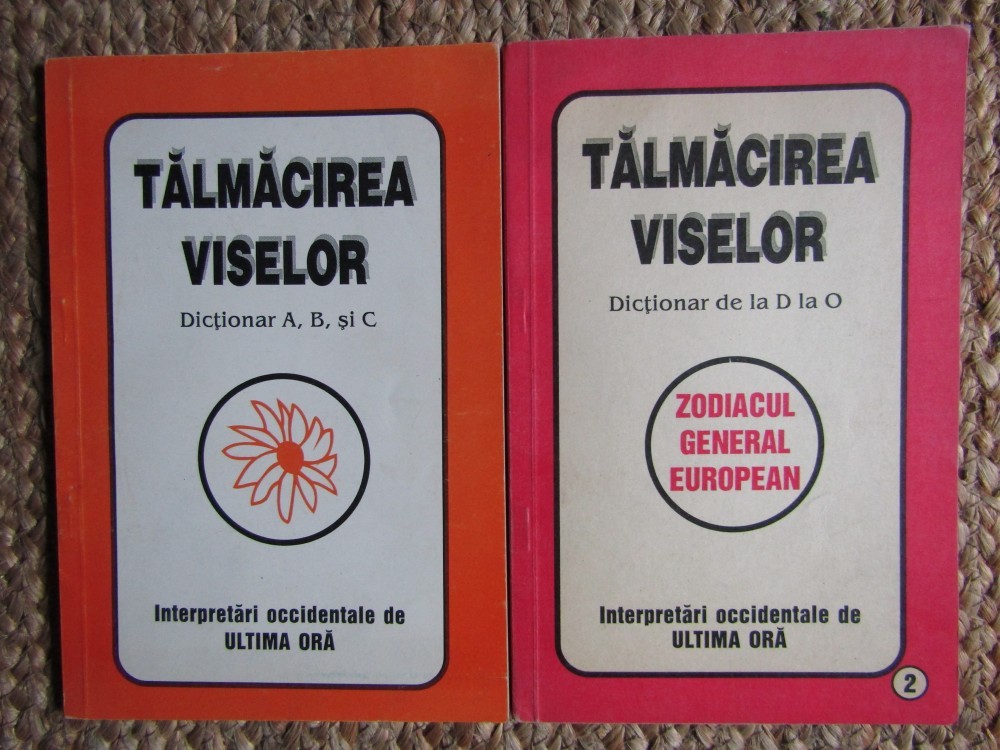 TĂLMĂCIREA
VISELOR
Dicţionar A, B, şi C
Interpretări occidentale de
ULTIMA ORĂ
TĂLMĂCIREA
VISELOR
Dicţionar de la D la O
ZODIACUL
GENERAL
EUROPEAN
Interpretări occidentale de
ULTIMA ORĂ
2